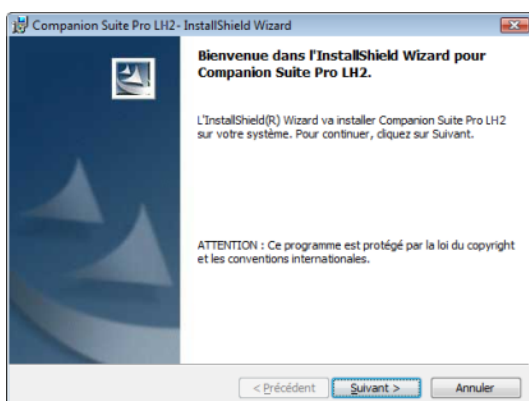 Companion Suite Pro LH2- InstallShield Wizard
Bienvenue dans l'InstallShield Wizard pour
Companion Suite Pro LH2.
L'InstallShield(R) Wizard va installer Companion Suite Pro LH2
sur votre système. Pour continuer, cliquez sur Suivant.
ATTENTION : Ce programme est protégé par la loi du copyright
et les conventions internationales.
< Précédent Suivant > Annuler